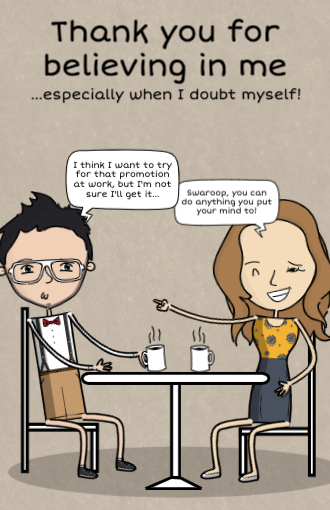 Thank you for
believing in me
...especially when I doubt myself!
I think I want to try
for that promotion
at work, but I'm not
sure I'll get it...
Swaroop, you can
do anything you put
your mind to!